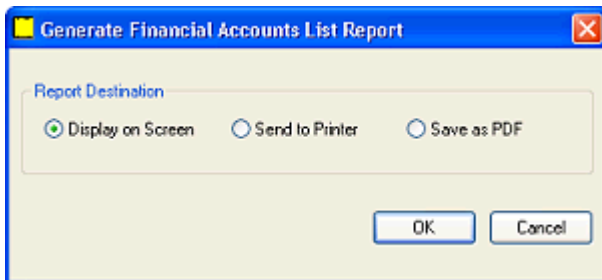 Generate Financial Accounts List Report
Report Destination
Display on Screen Send to Printer Save as PDF
OK Cancel